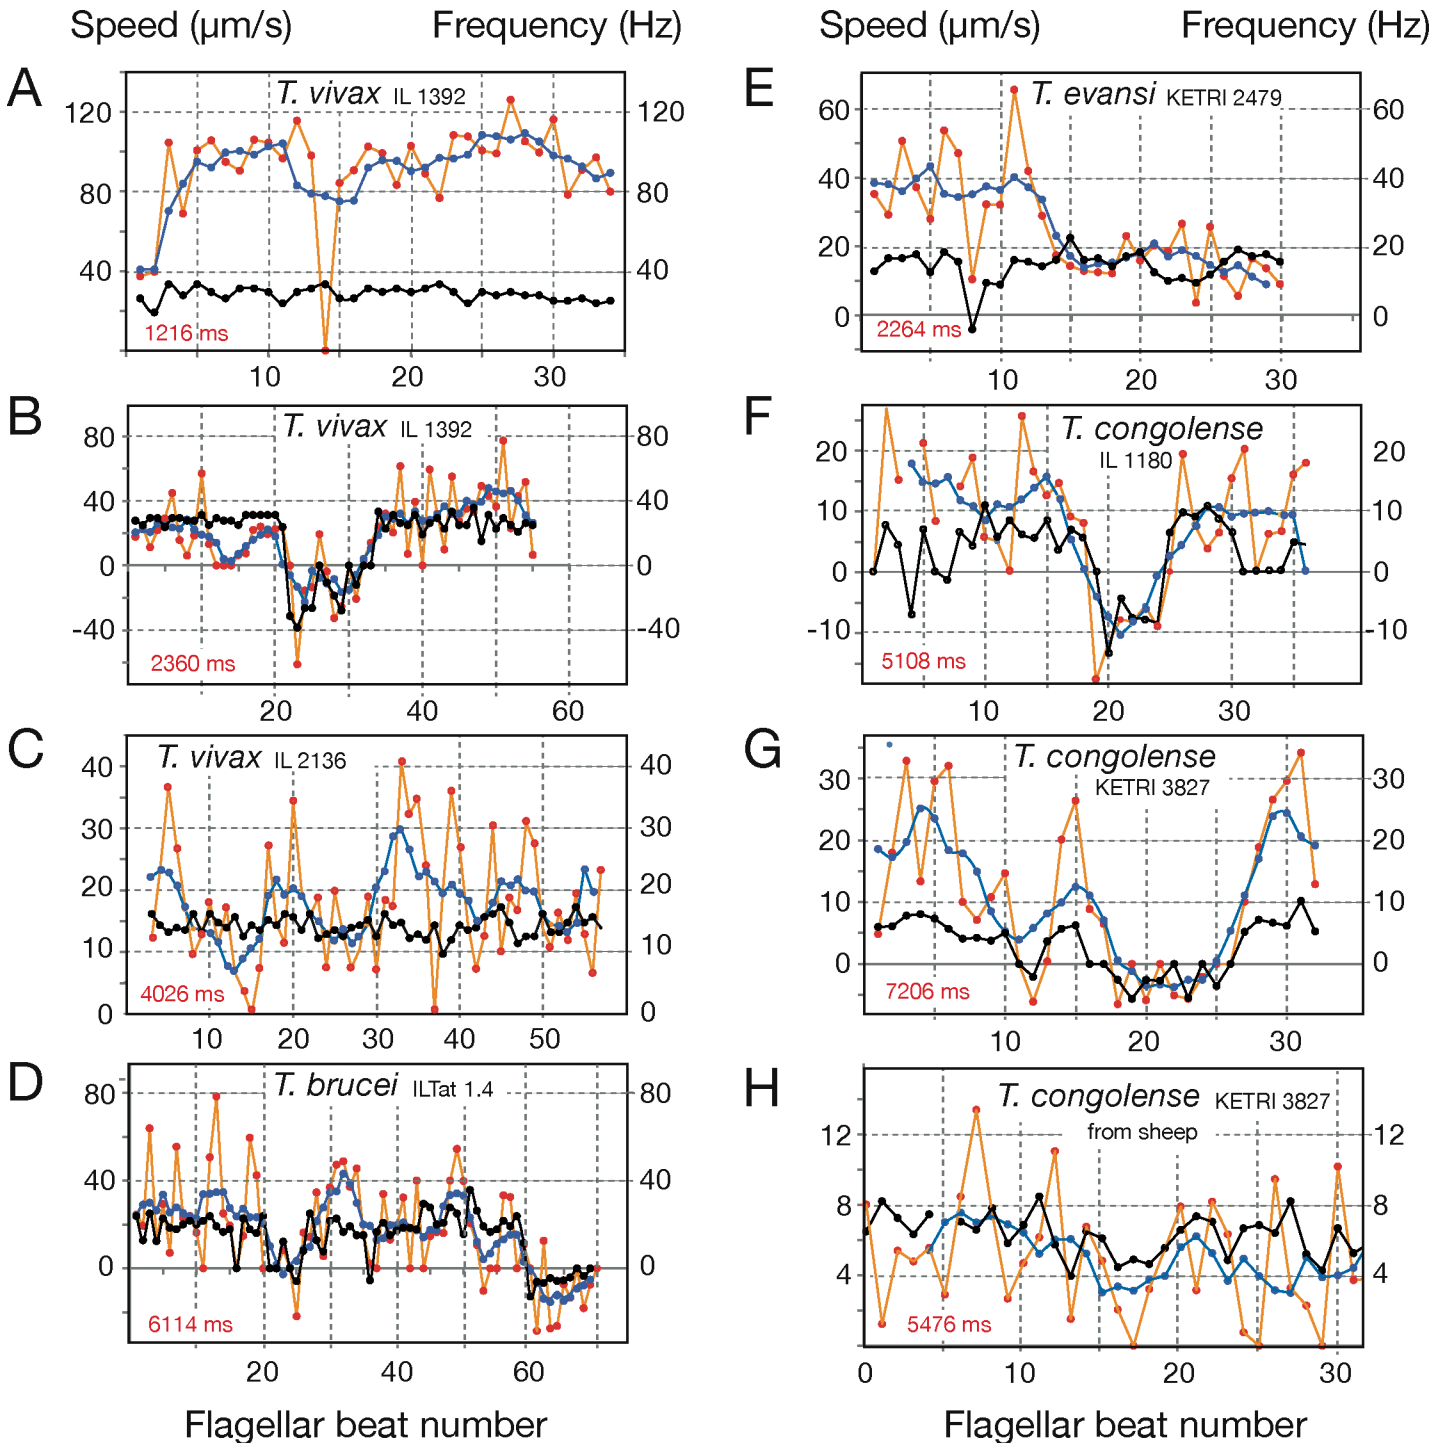 Speed (µm/s) Frequency (Hz)
Speed (µm/s) Frequency (Hz)
A
T. vivax IL 1392
120 120
80 80
40 40
1216 ms
10 20 30
B
T. vivax IL 1392
80 80
40 40
0 0
-40 -40
2360 ms
20 40 60
C
T. vivax IL 2136
40 40
30 30
20 20
10 10
0 0
4026 ms
10 20 30 40 50
D
T. brucei ILTat 1.4
80 80
40 40
0 0
6114 ms
20 40 60
Flagellar beat number
E
T. evansi KETRI 2479
60 60
40 40
20 20
0 0
2264 ms
10 20 30
F
T. congolense
IL 1180
20 20
10 10
0 0
-10 -10
5108 ms
10 20 30
G
T. congolense
KETRI 3827
30 30
20 20
10 10
0 0
7206 ms
10 20 30
H
T. congolense KETRI 3827
from sheep
12 12
8 8
4 4
5476 ms
0 10 20 30
Flagellar beat number